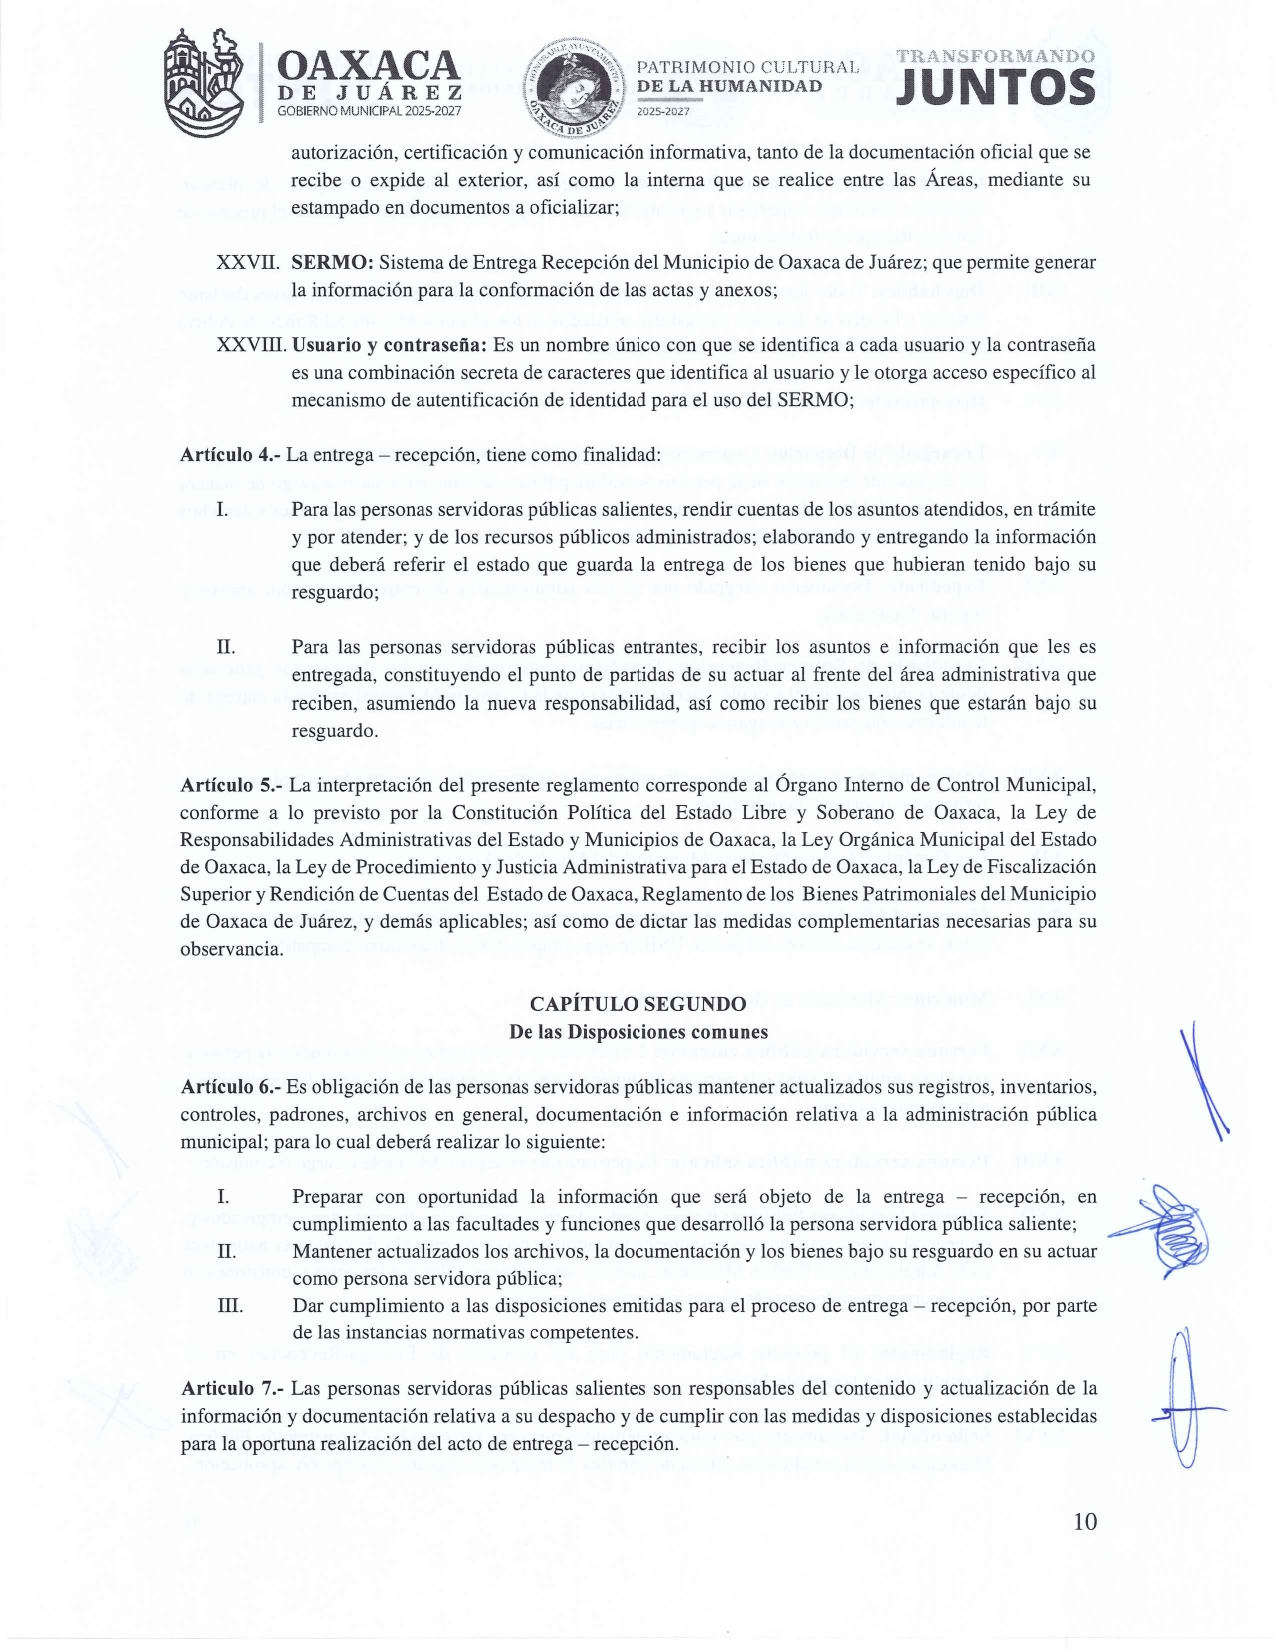 OAXACA
DE JUÁREZ
GOBIERNO MUNICIPAL 2025-2027
HONORABLE AYUNTAMIENTO
OAXACA DE JUÁREZ
PATRIMONIO CULTURAL
DE LA HUMANIDAD
2025-2027
TRANSFORMANDO
JUNTOS
autorización, certificación y comunicación informativa, tanto de la documentación oficial que se
recibe o expide al exterior, así como la interna que se realice entre las Áreas, mediante su
estampado en documentos a oficializar;
XXVII. SERMO: Sistema de Entrega Recepción del Municipio de Oaxaca de Juárez; que permite generar
la información para la conformación de las actas y anexos;
XXVIII. Usuario y contraseña: Es un nombre único con que se identifica a cada usuario y la contraseña
es una combinación secreta de caracteres que identifica al usuario y le otorga acceso específico al
mecanismo de autentificación de identidad para el uso del SERMO;
Artículo 4.- La entrega – recepción, tiene como finalidad:
I. Para las personas servidoras públicas salientes, rendir cuentas de los asuntos atendidos, en trámite
y por atender; y de los recursos públicos administrados; elaborando y entregando la información
que deberá referir el estado que guarda la entrega de los bienes que hubieran tenido bajo su
resguardo;
II. Para las personas servidoras públicas entrantes, recibir los asuntos e información que les es
entregada, constituyendo el punto de partidas de su actuar al frente del área administrativa que
reciben, asumiendo la nueva responsabilidad, así como recibir los bienes que estarán bajo su
resguardo.
Artículo 5.- La interpretación del presente reglamento corresponde al Órgano Interno de Control Municipal,
conforme a lo previsto por la Constitución Política del Estado Libre y Soberano de Oaxaca, la Ley de
Responsabilidades Administrativas del Estado y Municipios de Oaxaca, la Ley Orgánica Municipal del Estado
de Oaxaca, la Ley de Procedimiento y Justicia Administrativa para el Estado de Oaxaca, la Ley de Fiscalización
Superior y Rendición de Cuentas del Estado de Oaxaca, Reglamento de los Bienes Patrimoniales del Municipio
de Oaxaca de Juárez, y demás aplicables; así como de dictar las medidas complementarias necesarias para su
observancia.
CAPÍTULO SEGUNDO
De las Disposiciones comunes
Artículo 6.- Es obligación de las personas servidoras públicas mantener actualizados sus registros, inventarios,
controles, padrones, archivos en general, documentación e información relativa a la administración pública
municipal; para lo cual deberá realizar lo siguiente:
I. Preparar con oportunidad la información que será objeto de la entrega – recepción, en
cumplimiento a las facultades y funciones que desarrolló la persona servidora pública saliente;
II. Mantener actualizados los archivos, la documentación y los bienes bajo su resguardo en su actuar
como persona servidora pública;
III. Dar cumplimiento a las disposiciones emitidas para el proceso de entrega – recepción, por parte
de las instancias normativas competentes.
Articulo 7.- Las personas servidoras públicas salientes son responsables del contenido y actualización de la
información y documentación relativa a su despacho y de cumplir con las medidas y disposiciones establecidas
para la oportuna realización del acto de entrega – recepción.
10